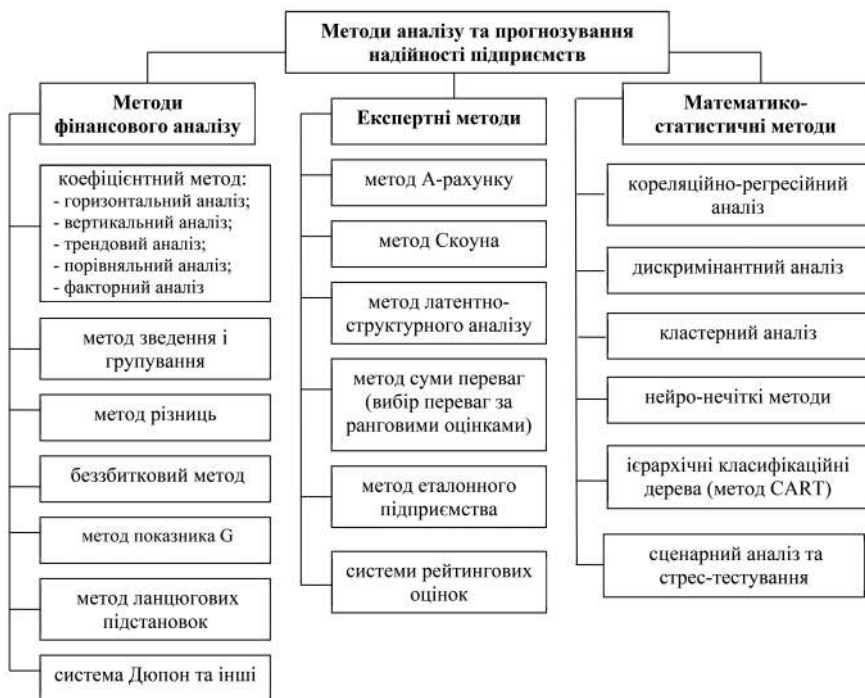 Методи аналізу та прогнозування
надійності підприємств
Методи
фінансового аналізу
коефіцієнтний метод:
- горизонтальний аналіз;
- вертикальний аналіз;
- трендовий аналіз;
- порівняльний аналіз;
- факторний аналіз
метод зведення і
групування
метод різниць
беззбитковий метод
метод показника G
метод ланцюгових
підстановок
система Дюпон та інші
Експертні методи
метод А-рахунку
метод Скоуна
метод латентно-
структурного аналізу
метод суми переваг
(вибір переваг за
ранговими оцінками)
метод еталонного
підприємства
системи рейтингових
оцінок
Математико-
статистичні методи
кореляційно-регресійний
аналіз
дискримінантний аналіз
кластерний аналіз
нейро-нечіткі методи
ієрархічні класифікаційні
дерева (метод CART)
сценарний аналіз та
стрес-тестування